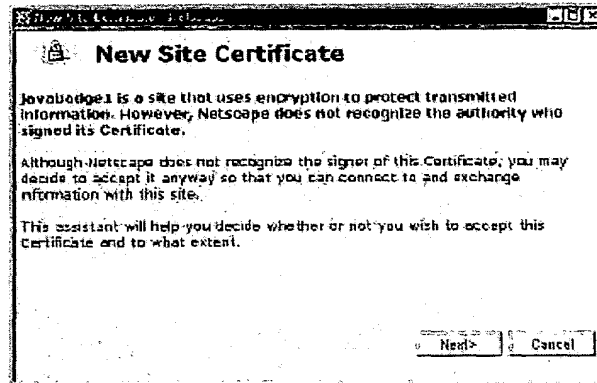 New Site Certificate
Javabadge1 is a site that uses encryption to protect transmitted
information. However, Netscape does not recognize the authority who
signed its Certificate.
Although Netscape does not recognize the signer of this Certificate, you may
decide to accept it anyway so that you can connect to and exchange
nformation with this site.
This assistant will help you decide whether or not you wish to accept this
Certificate and to what extent.
Next> Cancel